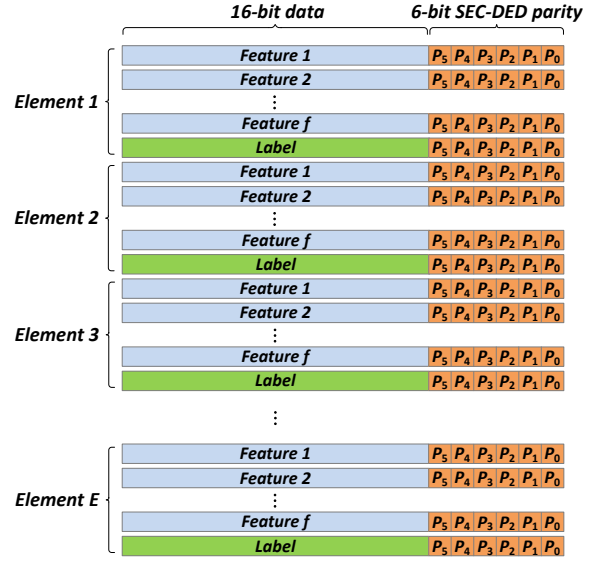 16-bit data 6-bit SEC-DED parity
Feature 1 P5 P4 P3 P2 P1 P0
Feature 2 P5 P4 P3 P2 P1 P0
⋮
Element 1
Feature f P5 P4 P3 P2 P1 P0
Label P5 P4 P3 P2 P1 P0
Feature 1 P5 P4 P3 P2 P1 P0
Feature 2 P5 P4 P3 P2 P1 P0
Element 2
⋮
Feature f P5 P4 P3 P2 P1 P0
Label P5 P4 P3 P2 P1 P0
Feature 1 P5 P4 P3 P2 P1 P0
Feature 2 P5 P4 P3 P2 P1 P0
Element 3
⋮
Feature f P5 P4 P3 P2 P1 P0
Label P5 P4 P3 P2 P1 P0
⋮
Feature 1 P5 P4 P3 P2 P1 P0
Feature 2 P5 P4 P3 P2 P1 P0
Element E
⋮
Feature f P5 P4 P3 P2 P1 P0
Label P5 P4 P3 P2 P1 P0